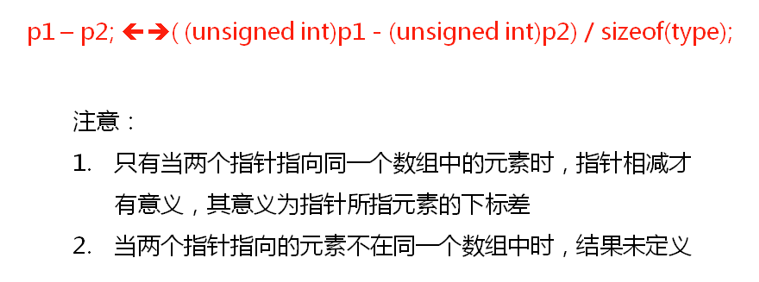 p1 – p2; 🡸🡺( (unsigned int)p1 - (unsigned int)p2) / sizeof(type);
注意：
1. 只有当两个指针指向同一个数组中的元素时，指针相减才
有意义，其意义为指针所指元素的下标差
2. 当两个指针指向的元素不在同一个数组中时，结果未定义